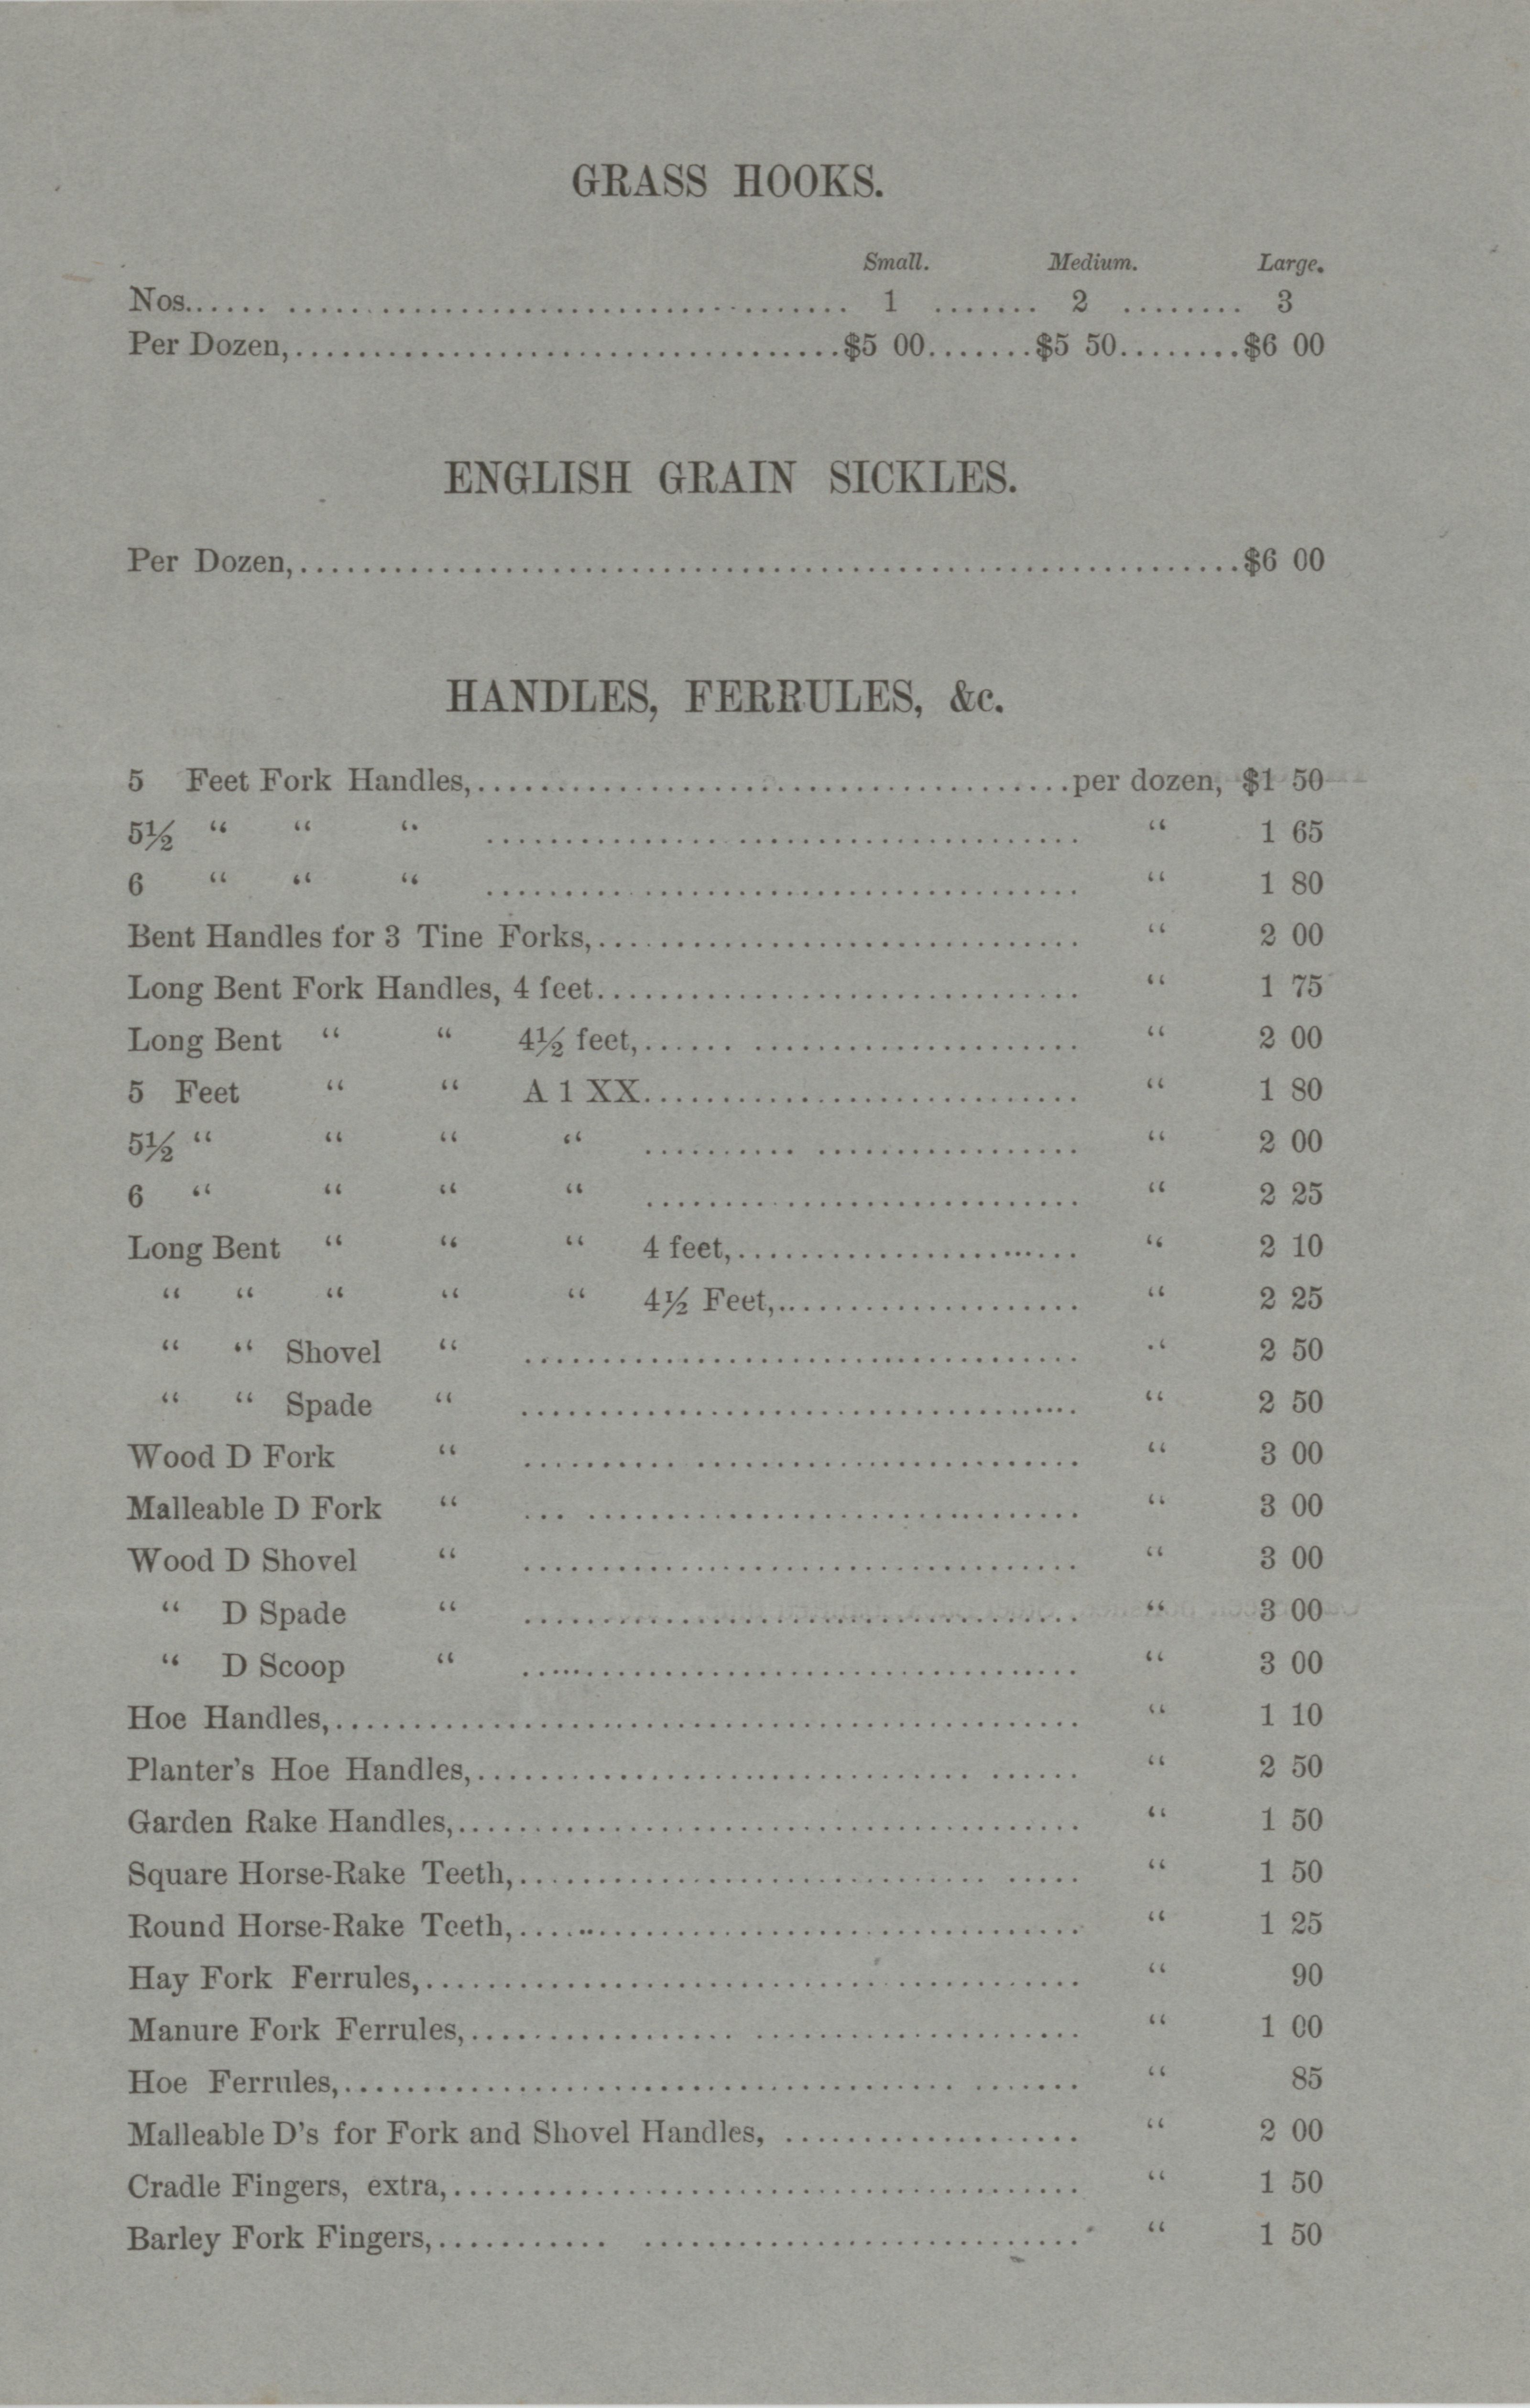 GRASS HOOKS.
Small. Medium. Large.
Nos. 1 2 3
Per Dozen, $5 00 $5 50 $6 00
ENGLISH GRAIN SICKLES.
Per Dozen, $6 00
HANDLES, FERRULES, &c.
5 Feet Fork Handles, per dozen, $1 50
5½ “ “ “ “ 1 65
6 “ “ “ “ 1 80
Bent Handles for 3 Tine Forks, “ 2 00
Long Bent Fork Handles, 4 feet. “ 1 75
Long Bent “ “ 4½ feet, “ 2 00
5 Feet “ “ A 1 XX. “ 1 80
5½ “ “ “ “ “ 2 00
6 “ “ “ “ “ 2 25
Long Bent “ “ “ 4 feet, “ 2 10
“ “ “ “ “ 4½ Feet, “ 2 25
“ “ Shovel “ “ 2 50
“ “ Spade “ “ 2 50
Wood D Fork “ “ 3 00
Malleable D Fork “ “ 3 00
Wood D Shovel “ “ 3 00
“ D Spade “ “ 3 00
“ D Scoop “ “ 3 00
Hoe Handles, “ 1 10
Planter's Hoe Handles, “ 2 50
Garden Rake Handles, “ 1 50
Square Horse-Rake Teeth, “ 1 50
Round Horse-Rake Teeth, “ 1 25
Hay Fork Ferrules, “ 90
Manure Fork Ferrules, “ 1 00
Hoe Ferrules, “ 85
Malleable D's for Fork and Shovel Handles, “ 2 00
Cradle Fingers, extra, “ 1 50
Barley Fork Fingers, “ 1 50